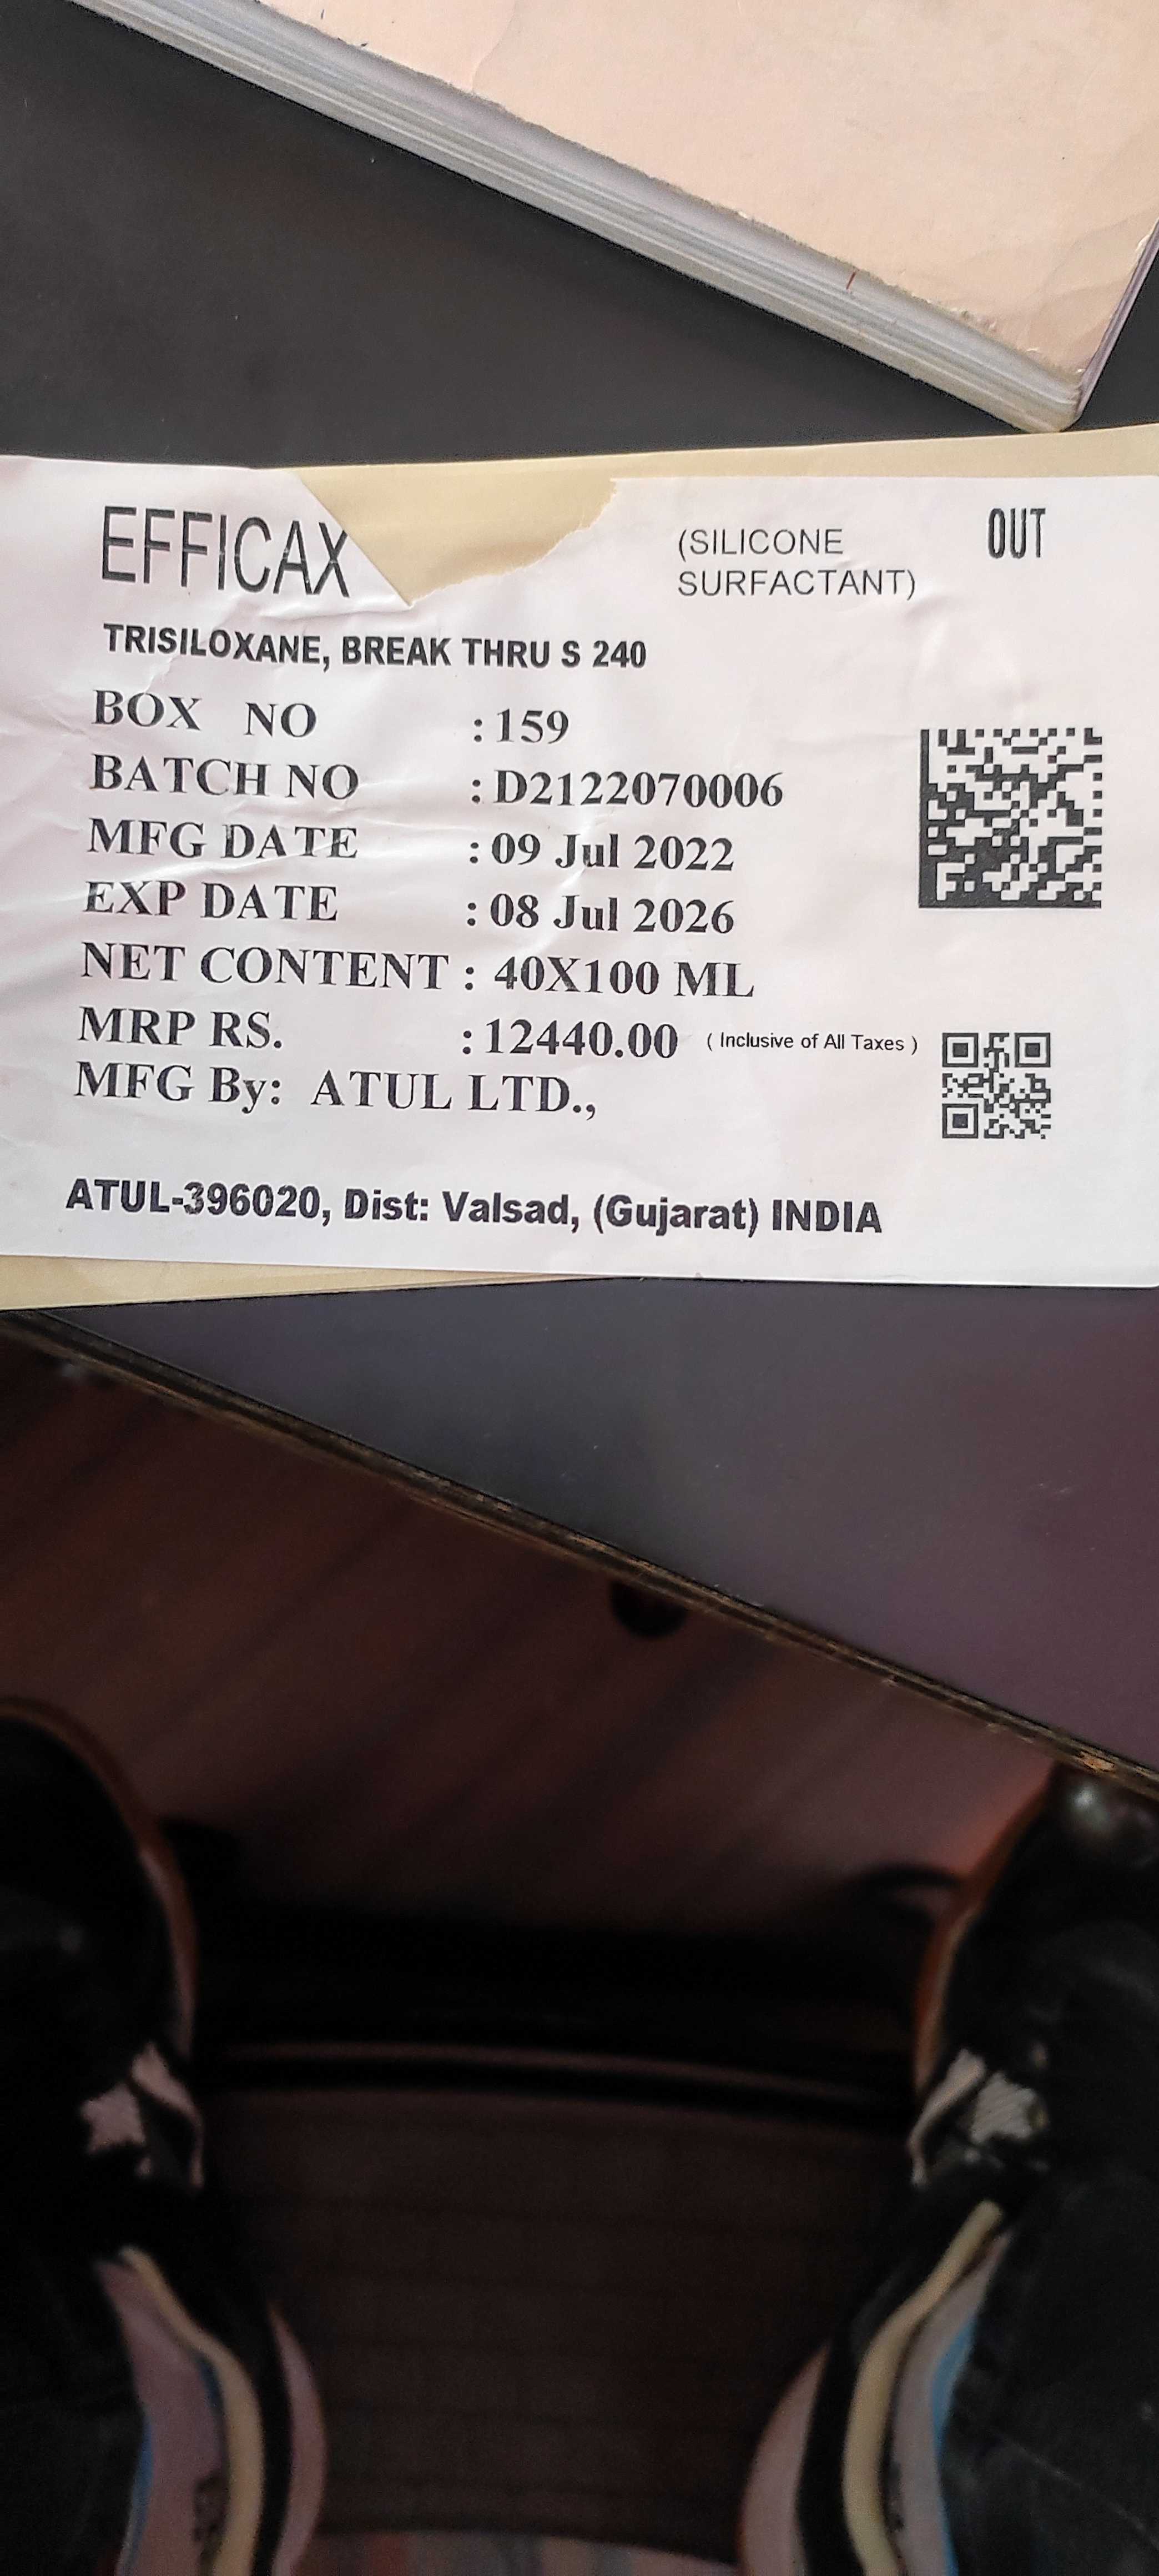 EFFICAX
(SILICONE
SURFACTANT)
OUT
TRISILOXANE, BREAK THRU S 240
BOX NO : 159
BATCH NO : D2122070006
MFG DATE : 09 Jul 2022
EXP DATE : 08 Jul 2026
NET CONTENT : 40X100 ML
MRP RS. : 12440.00 ( Inclusive of All Taxes )
MFG By: ATUL LTD.,
ATUL-396020, Dist: Valsad, (Gujarat) INDIA